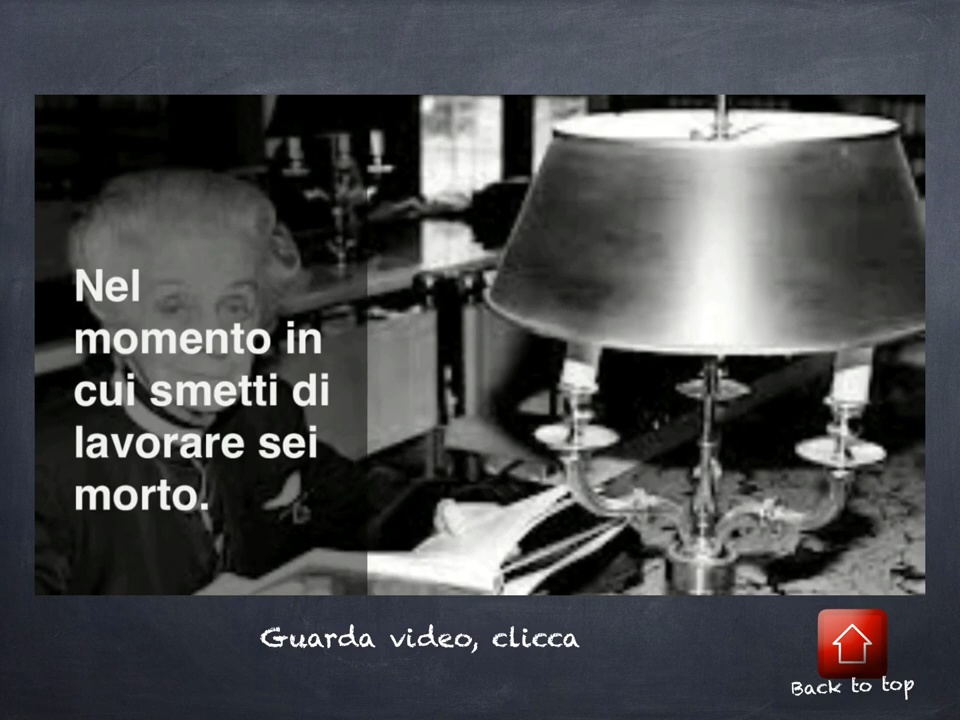 Nel
momento in
cui smetti di
lavorare sei
morto.
Guarda video, clicca
Back to top